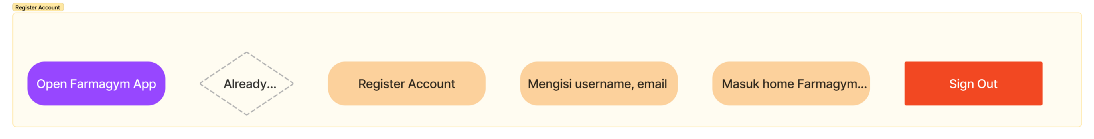 Register Account
Open Farmagym App
Already...
Register Account
Mengisi username, email
Masuk home Farmagym...
Sign Out